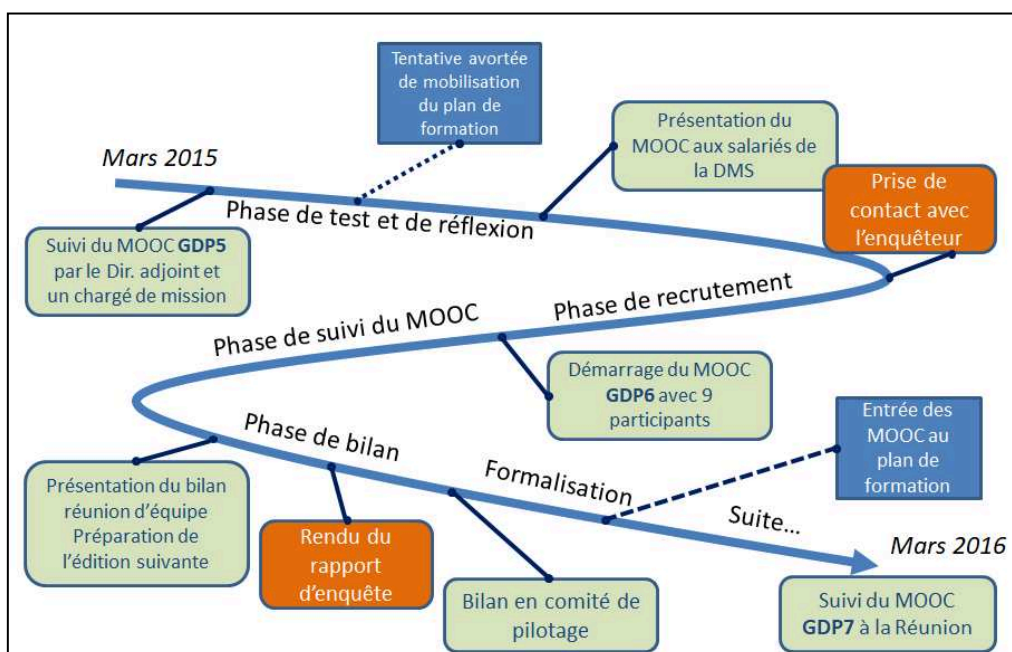 Tentative avortée
de mobilisation
du plan de
formation
Mars 2015
Présentation du
MOOC aux salariés de
la DMS
Prise de
contact avec
l'enquêteur
Phase de test et de réflexion
Suivi du MOOC GDP5
par le Dir. adjoint et
un chargé de mission
Phase de recrutement
Phase de suivi du MOOC
Démarrage du MOOC
GDP6 avec 9
participants
Entrée des
MOOC au
plan de
formation
Phase de bilan
Formalisation
Suite...
Présentation du bilan
réunion d'équipe
Préparation de
l'édition suivante
Rendu du
rapport
d'enquête
Bilan en comité de
pilotage
Mars 2016
Suivi du MOOC
GDP7 à la Réunion